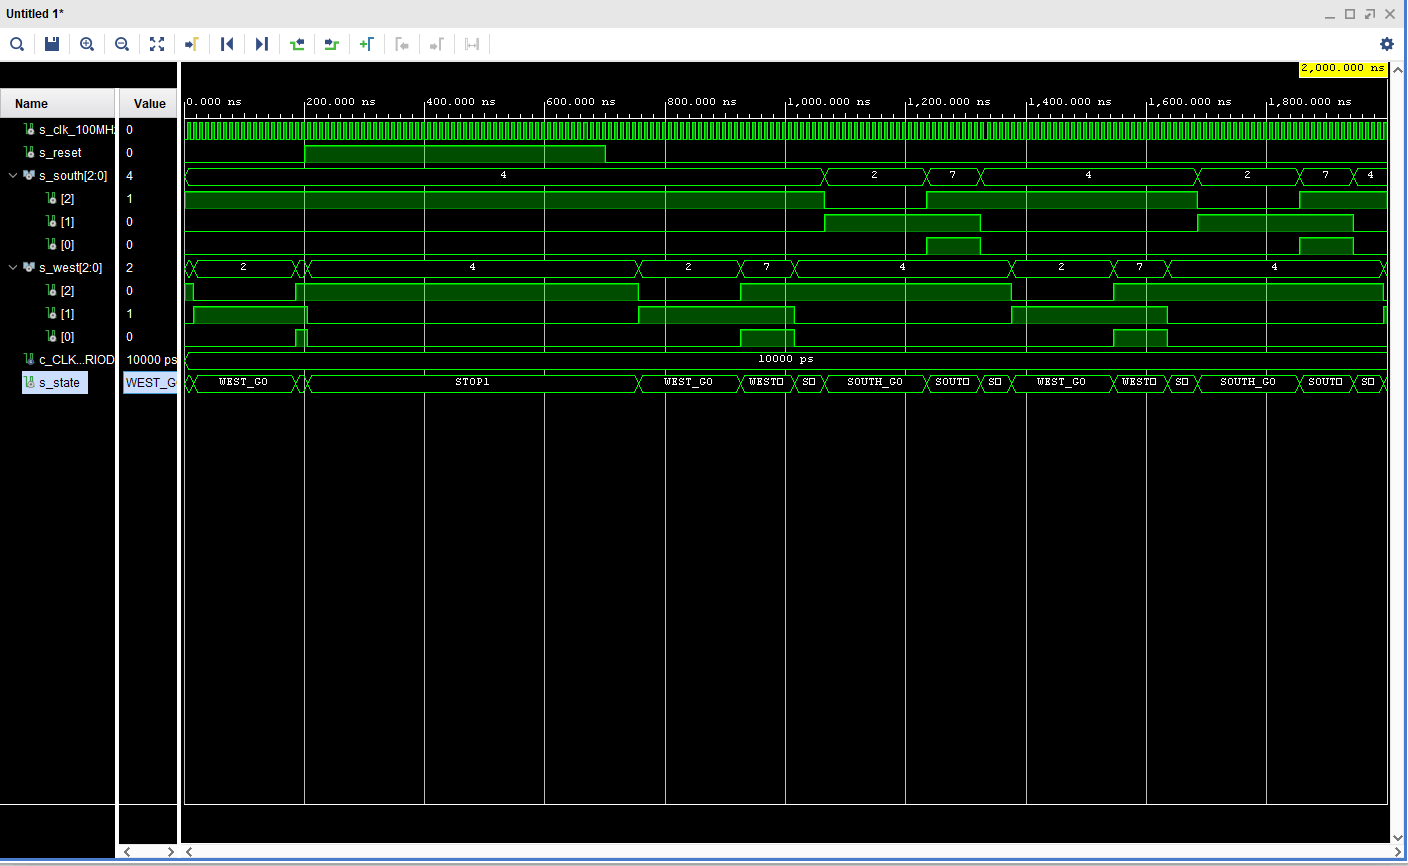 Untitled 1*
2,000.000 ns
Name Value
0.000 ns 200.000 ns 400.000 ns 600.000 ns 800.000 ns 1,000.000 ns 1,200.000 ns 1,400.000 ns 1,600.000 ns 1,800.000 ns
s_clk_100MH 0
s_reset 0
s_south[2:0] 4 4 2 7 4 2 7 4
[2] 1
[1] 0
[0] 0
s_west[2:0] 2 2 4 2 7 4 2 7 4
[2] 0
[1] 1
[0] 0
c_CLK...RIOD 10000 ps 10000 ps
s_state WEST_G WEST_GO STOP1 WEST_GO WEST□ S□ SOUTH_GO SOUT□ S□ WEST_GO WEST□ S□ SOUTH_GO SOUT□ S□